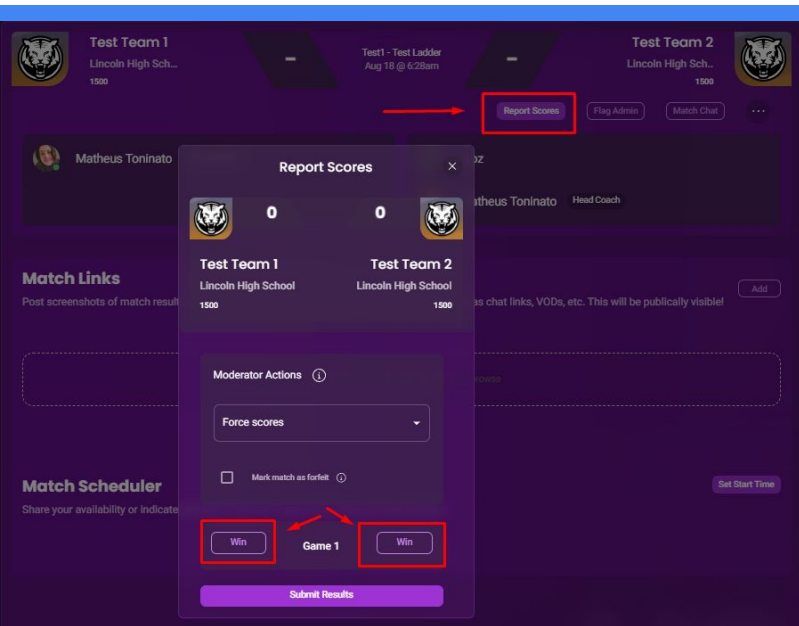 Test Team 1
Lincoln High Sch...
1500
-
Test1 - Test Ladder
Aug 18 @ 6:28am
-
Test Team 2
Lincoln High Sch...
1500
Report Scores
Flag Admin
Match Chat
...
Matheus Toninato
oz
atheus Toninato
Head Coach
Report Scores
×
0
0
Test Team 1
Lincoln High School
1500
Test Team 2
Lincoln High School
1500
Match Links
Post screenshots of match result
as chat links, VODs, etc. This will be publically visible!
Add
Moderator Actions
Force scores
Mark match as forfeit
Match Scheduler
Share your availability or indicate
Set Start Time
Win
Game 1
Win
Submit Results